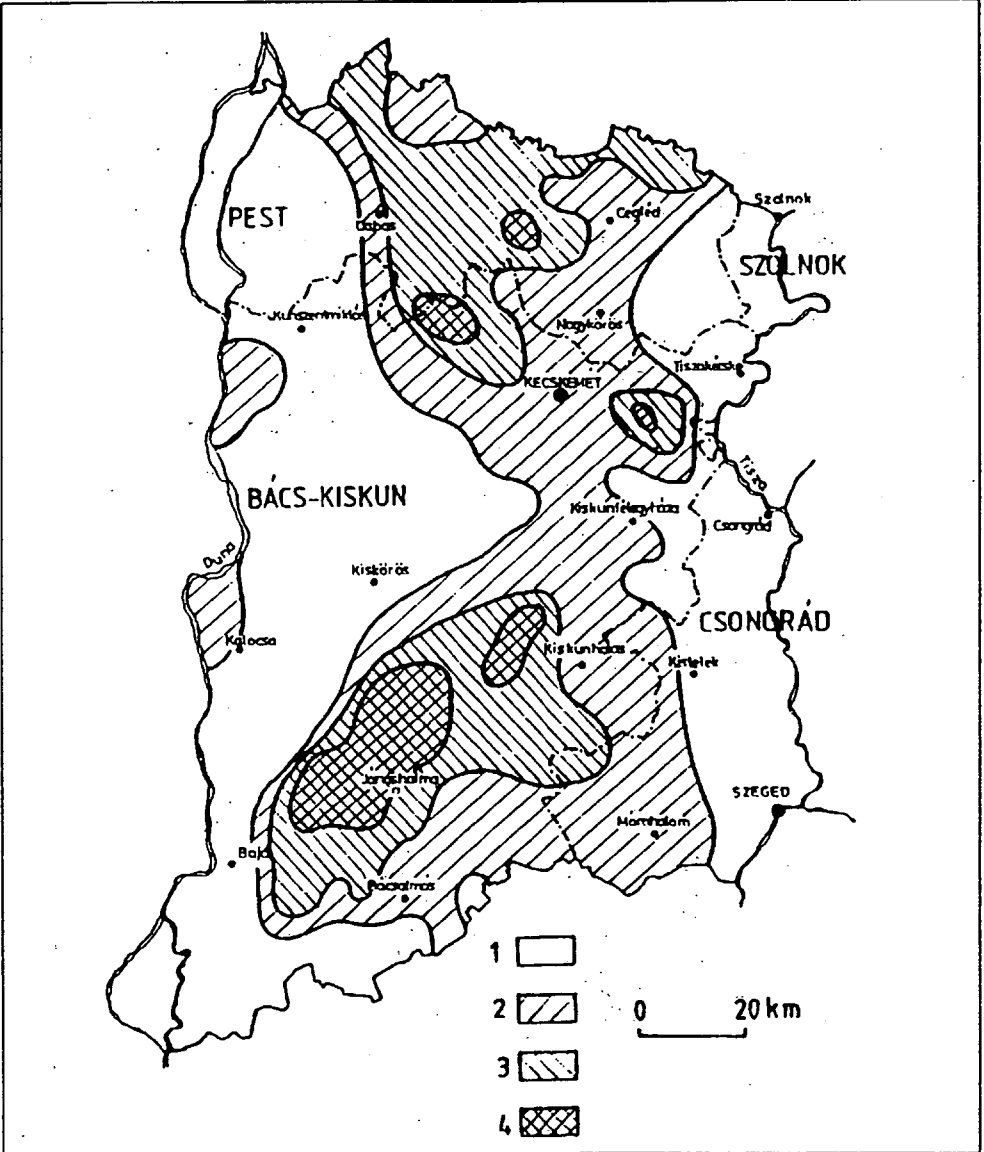 PEST
Dabas
Cegléd
Szolnok
SZOLNOK
Kunszentmiklós
Nagykőrös
Tiszakécske
KECSKEMÉT
BÁCS-KISKUN
Kiskunfélegyháza
Tisza
Csongrád
Duna
Kiskőrös
CSONGRÁD
Kalocsa
Kiskunhalas
Kistelek
Jánoshalma
SZEGED
Mórahalom
Baja
Bácsalmás
1
2
0 20 km
3
4